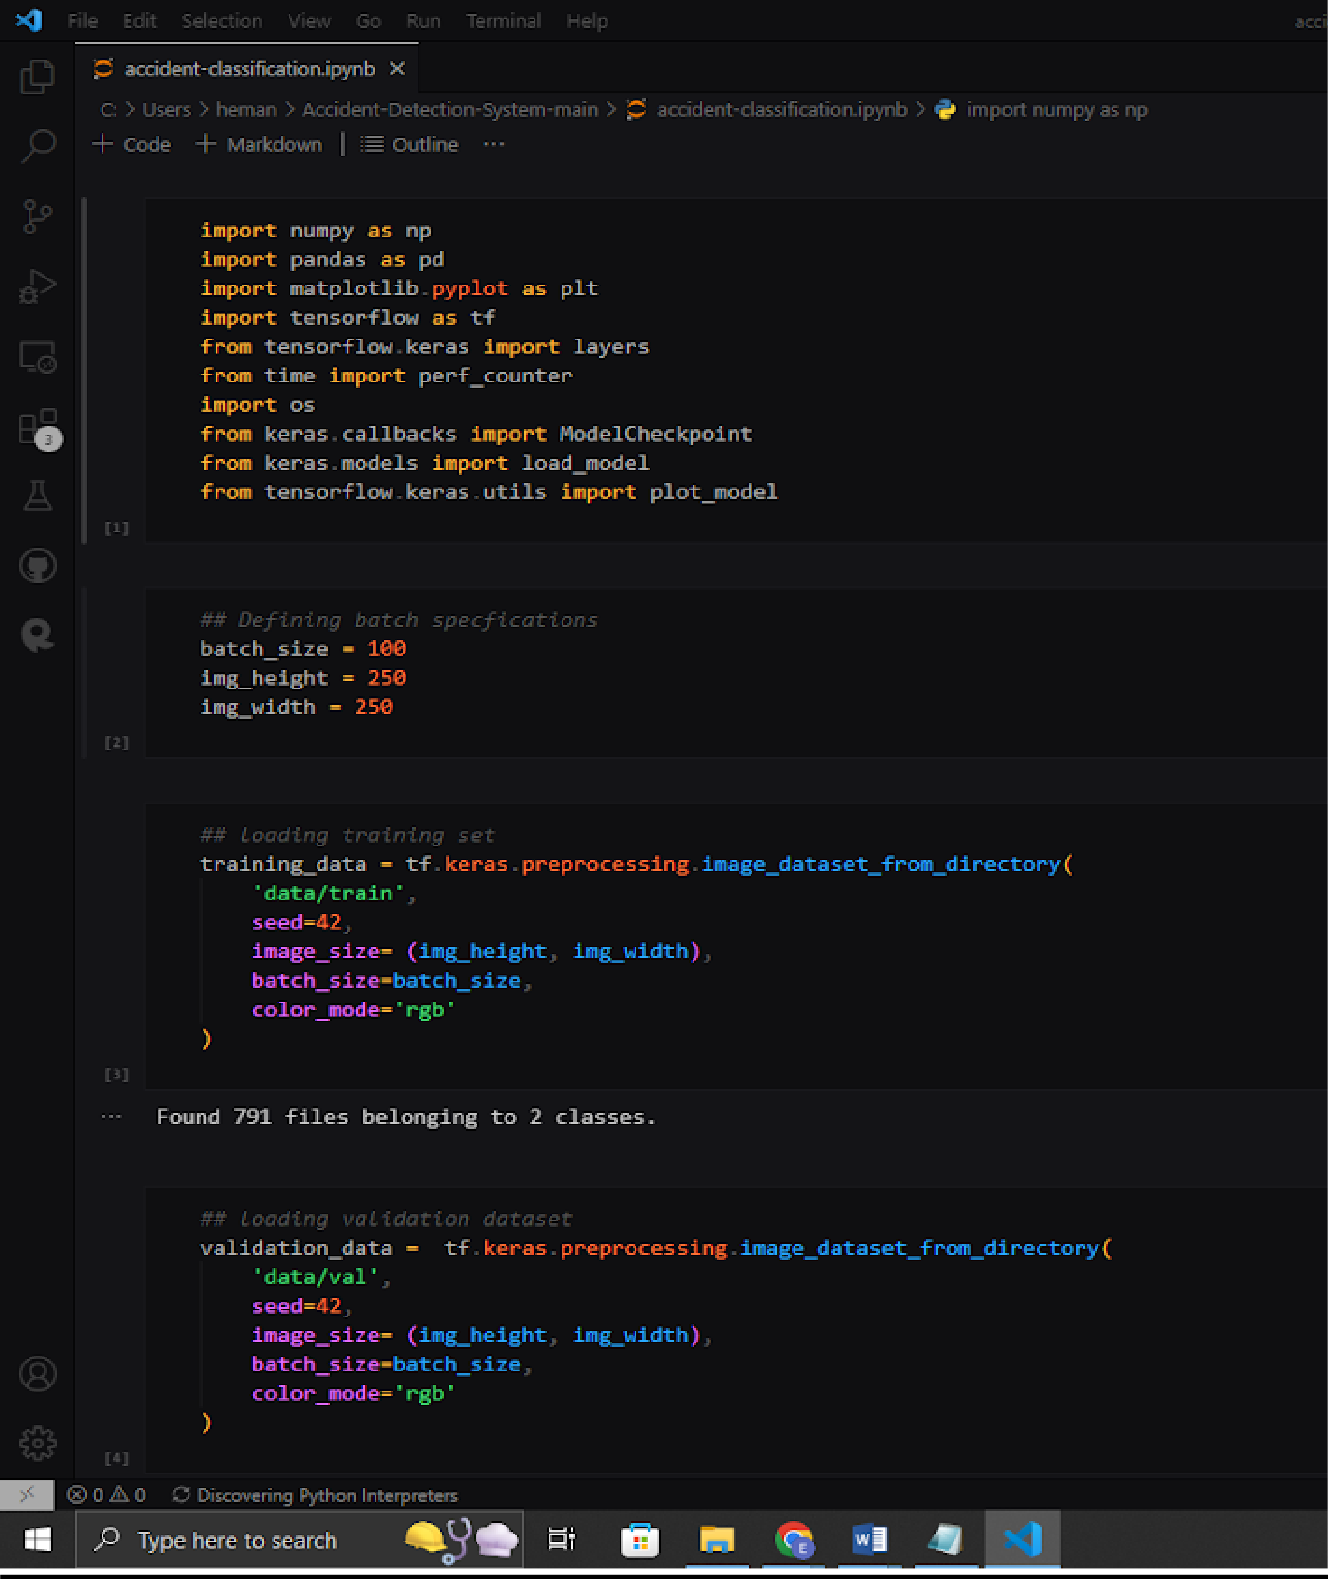 File Edit Selection View Go Run Terminal Help acci
accident-classification.ipynb
C: > Users > heman > Accident-Detection-System-main > accident-classification.ipynb > import numpy as np
+ Code + Markdown | Outline ...
import numpy as np
import pandas as pd
import matplotlib.pyplot as plt
import tensorflow as tf
from tensorflow.keras import layers
from time import perf_counter
import os
from keras.callbacks import ModelCheckpoint
from keras.models import load_model
from tensorflow.keras.utils import plot_model
[1]
3
## Defining batch specfications
batch_size = 100
img_height = 250
img_width = 250
[2]
## loading training set
training_data = tf.keras.preprocessing.image_dataset_from_directory(
    'data/train',
    seed=42,
    image_size= (img_height, img_width),
    batch_size=batch_size,
    color_mode='rgb'
)
[3]
... Found 791 files belonging to 2 classes.
## loading validation dataset
validation_data =  tf.keras.preprocessing.image_dataset_from_directory(
    'data/val',
    seed=42,
    image_size= (img_height, img_width),
    batch_size=batch_size,
    color_mode='rgb'
)
[4]
0 0 Discovering Python Interpreters
Type here to search E W